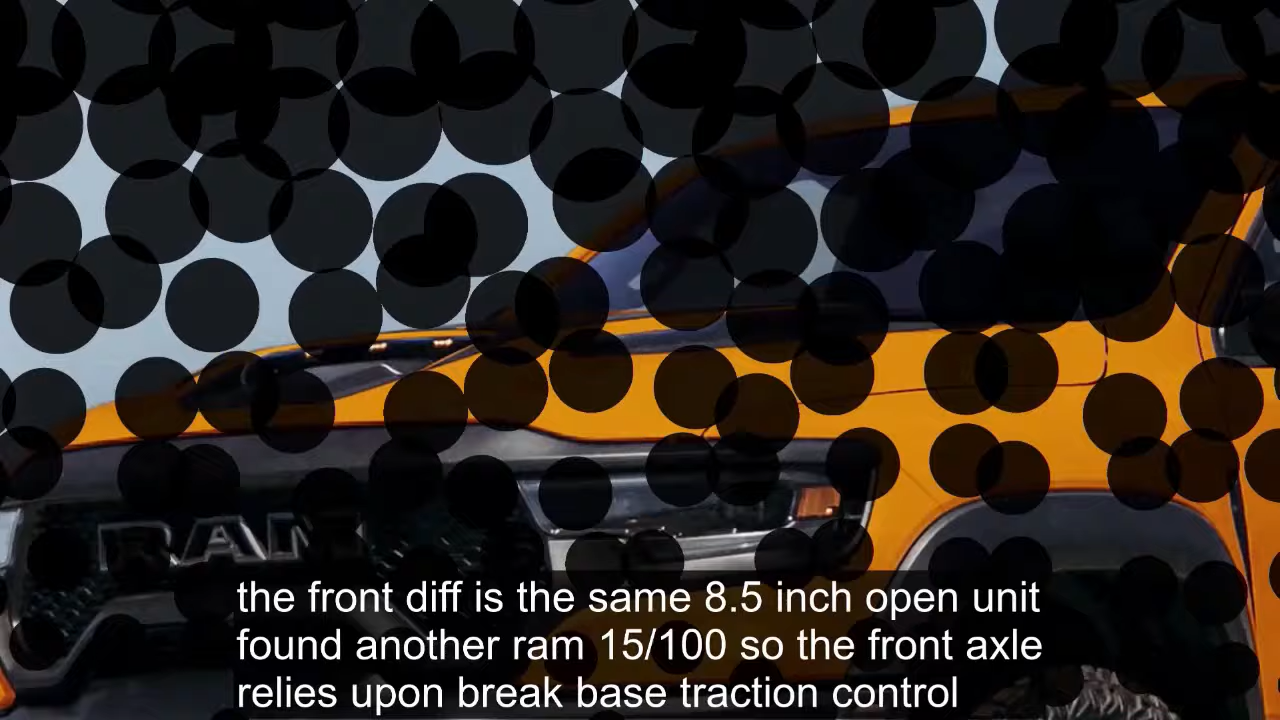 RAM
the front diff is the same 8.5 inch open unit
found another ram 15/100 so the front axle
relies upon break base traction control